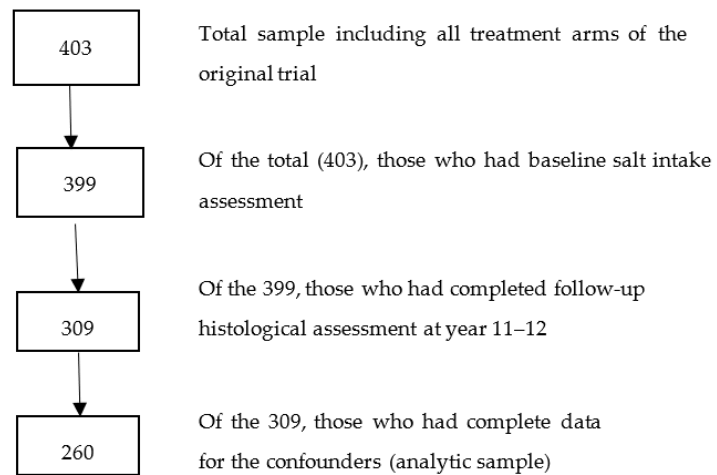 403
Total sample including all treatment arms of the
original trial
399
Of the total (403), those who had baseline salt intake
assessment
309
Of the 399, those who had completed follow-up
histological assessment at year 11–12
260
Of the 309, those who had complete data
for the confounders (analytic sample)